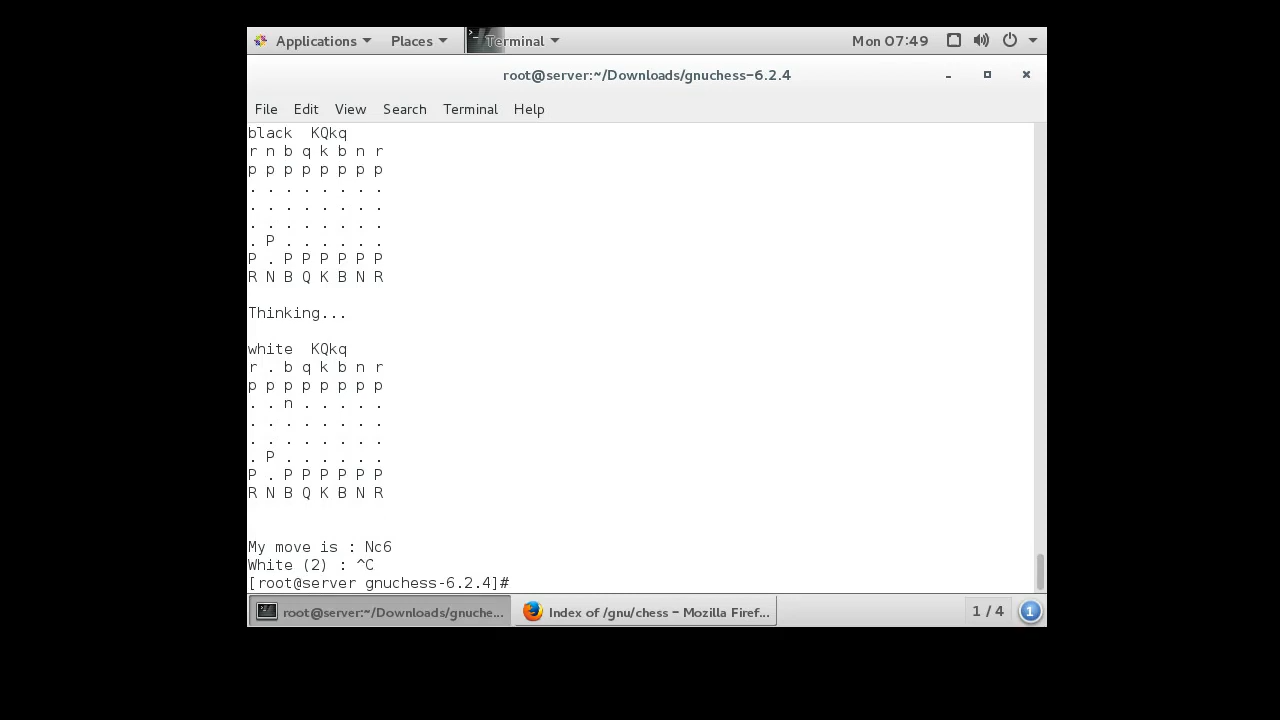 Applications Places Terminal Mon 07:49
root@server:~/Downloads/gnuchess-6.2.4
File Edit View Search Terminal Help
black  KQkq
r n b q k b n r
p p p p p p p p
. . . . . . . .
. . . . . . . .
. . . . . . . .
. P . . . . . .
P . P P P P P P
R N B Q K B N R
Thinking...
white  KQkq
r . b q k b n r
p p p p p p p p
. . n . . . . .
. . . . . . . .
. . . . . . . .
. P . . . . . .
P . P P P P P P
R N B Q K B N R
My move is : Nc6
White (2) : ^C
[root@server gnuchess-6.2.4]#
root@server:~/Downloads/gnuche... Index of /gnu/chess - Mozilla Firef... 1 / 4 1